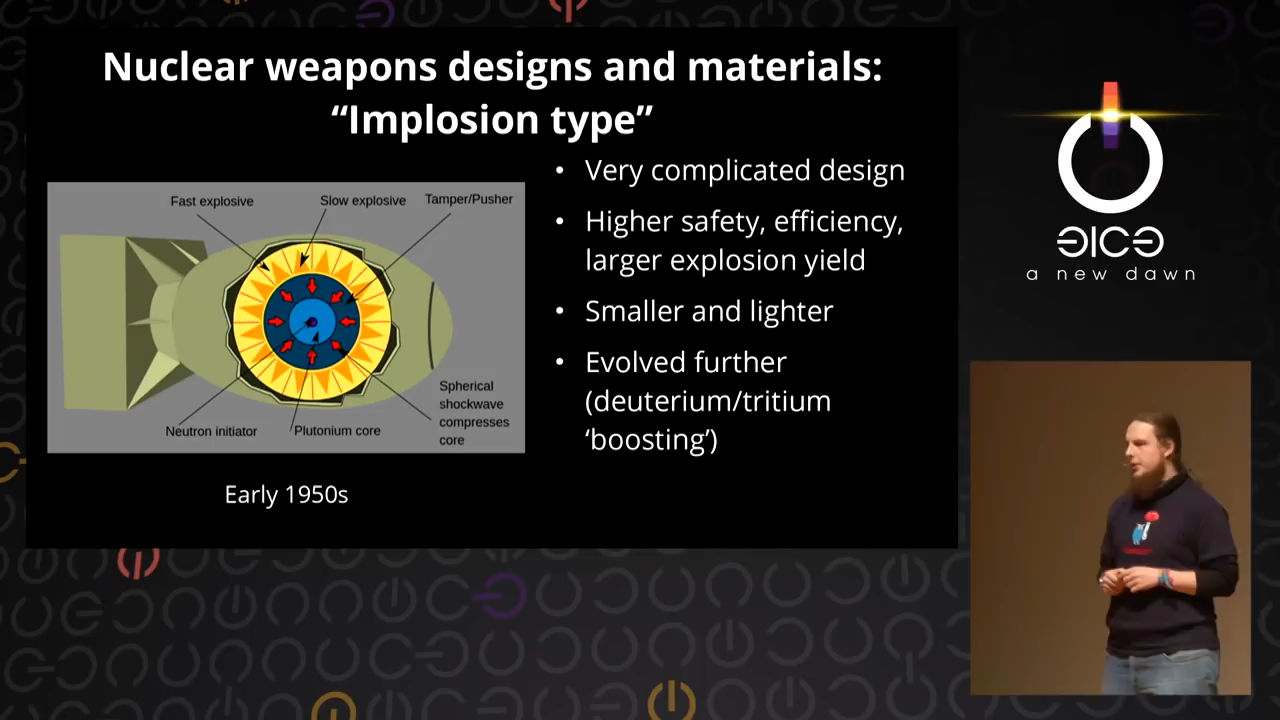 Nuclear weapons designs and materials:
“Implosion type”
Fast explosive
Slow explosive
Tamper/Pusher
Neutron initiator
Plutonium core
Spherical
shockwave
compresses
core
Early 1950s
• Very complicated design
• Higher safety, efficiency,
larger explosion yield
• Smaller and lighter
• Evolved further
(deuterium/tritium
‘boosting’)
a new dawn